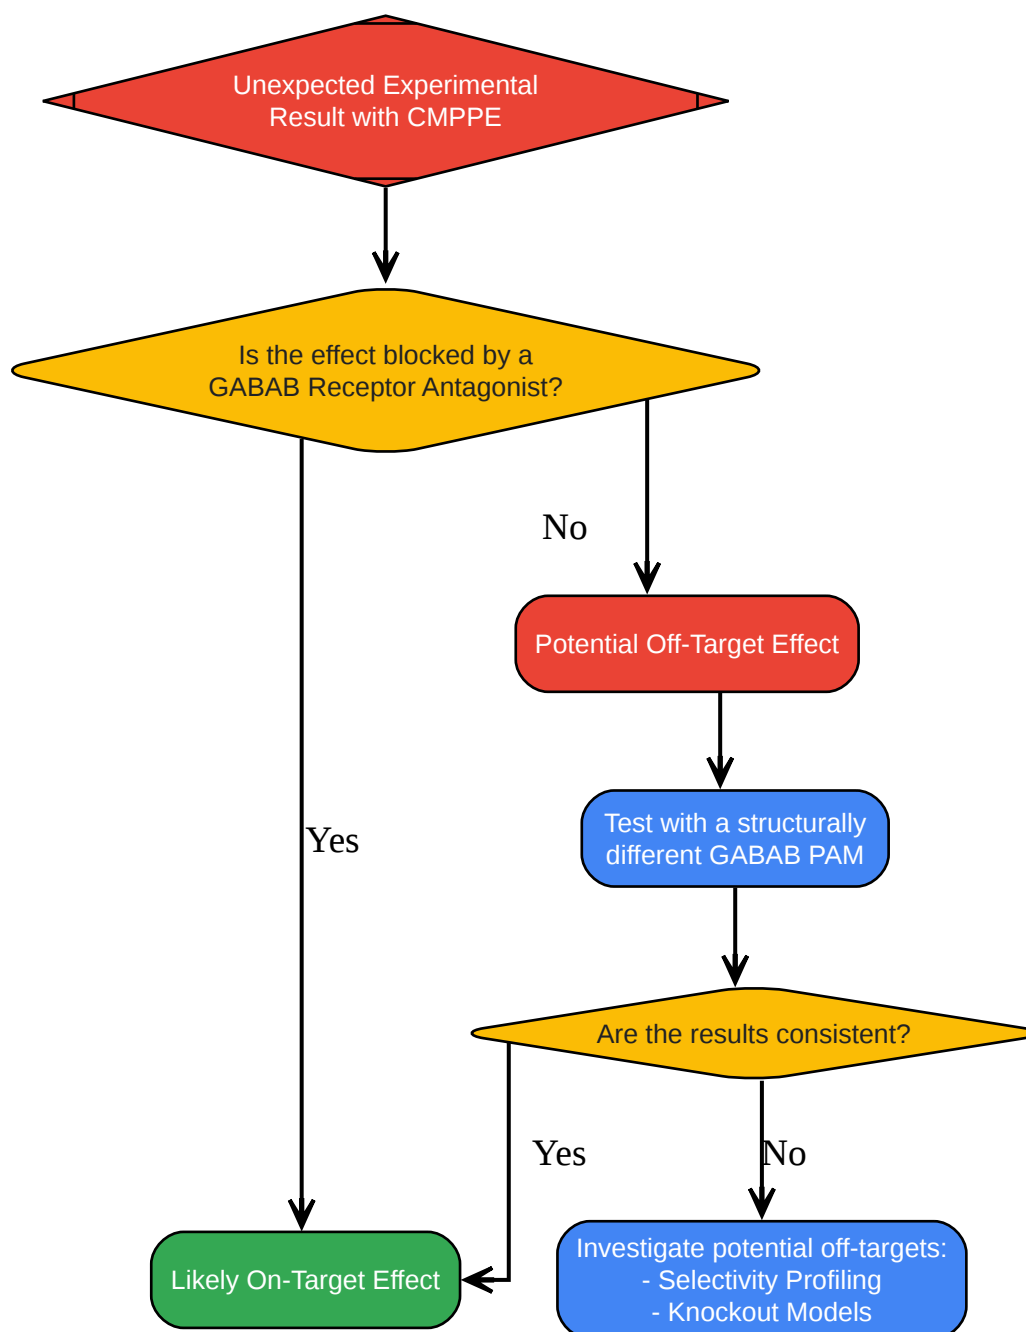 Unexpected Experimental
Result with CMPPE
Is the effect blocked by a
GABAB Receptor Antagonist?
No
Potential Off-Target Effect
Test with a structurally
different GABAB PAM
Yes
Are the results consistent?
Yes
No
Likely On-Target Effect
Investigate potential off-targets:
- Selectivity Profiling
- Knockout Models